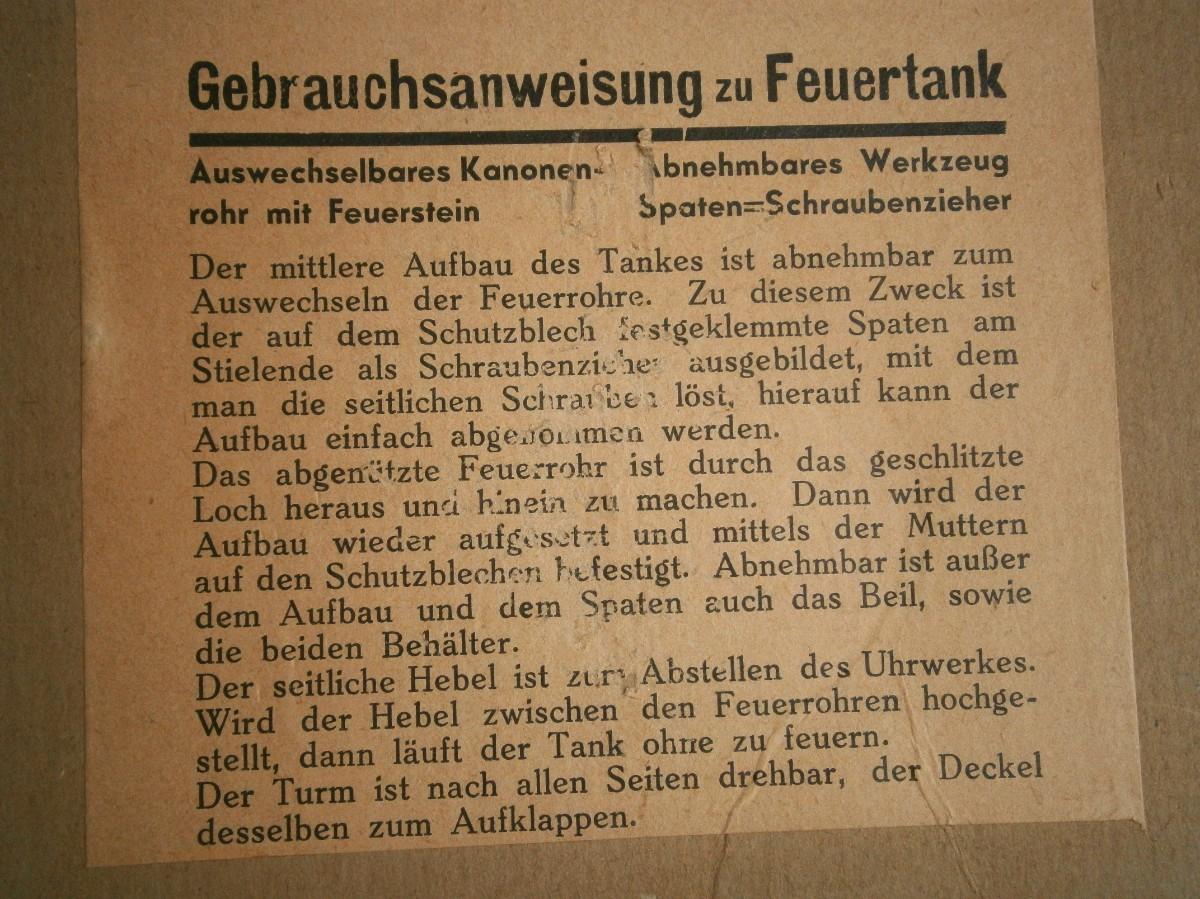 Gebrauchsanweisung zu Feuertank
Auswechselbares Kanonen-
rohr mit Feuerstein
Abnehmbares Werkzeug
Spaten=Schraubenzieher
Der mittlere Aufbau des Tankes ist abnehmbar zum
Auswechseln der Feuerrohre. Zu diesem Zweck ist
der auf dem Schutzblech festgeklemmte Spaten am
Stielende als Schraubenzieher ausgebildet, mit dem
man die seitlichen Schrauben löst, hierauf kann der
Aufbau einfach abgenommen werden.
Das abgenützte Feuerrohr ist durch das geschlitzte
Loch heraus und hinein zu machen. Dann wird der
Aufbau wieder aufgesetzt und mittels der Muttern
auf den Schutzblechen befestigt. Abnehmbar ist außer
dem Aufbau und dem Spaten auch das Beil, sowie
die beiden Behälter.
Der seitliche Hebel ist zum Abstellen des Uhrwerkes.
Wird der Hebel zwischen den Feuerrohren hochge-
stellt, dann läuft der Tank ohne zu feuern.
Der Turm ist nach allen Seiten drehbar, der Deckel
desselben zum Aufklappen.